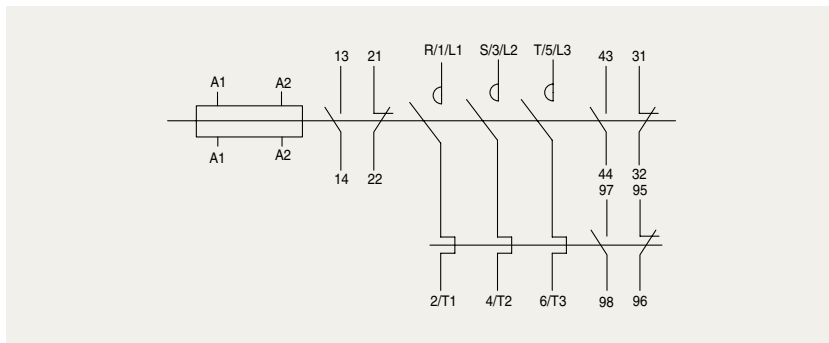 13 21 R/1/L1 S/3/L2 T/5/L3 43 31
A1 A2
A1 A2
14 22 44 32
97 95
2/T1 4/T2 6/T3 98 96